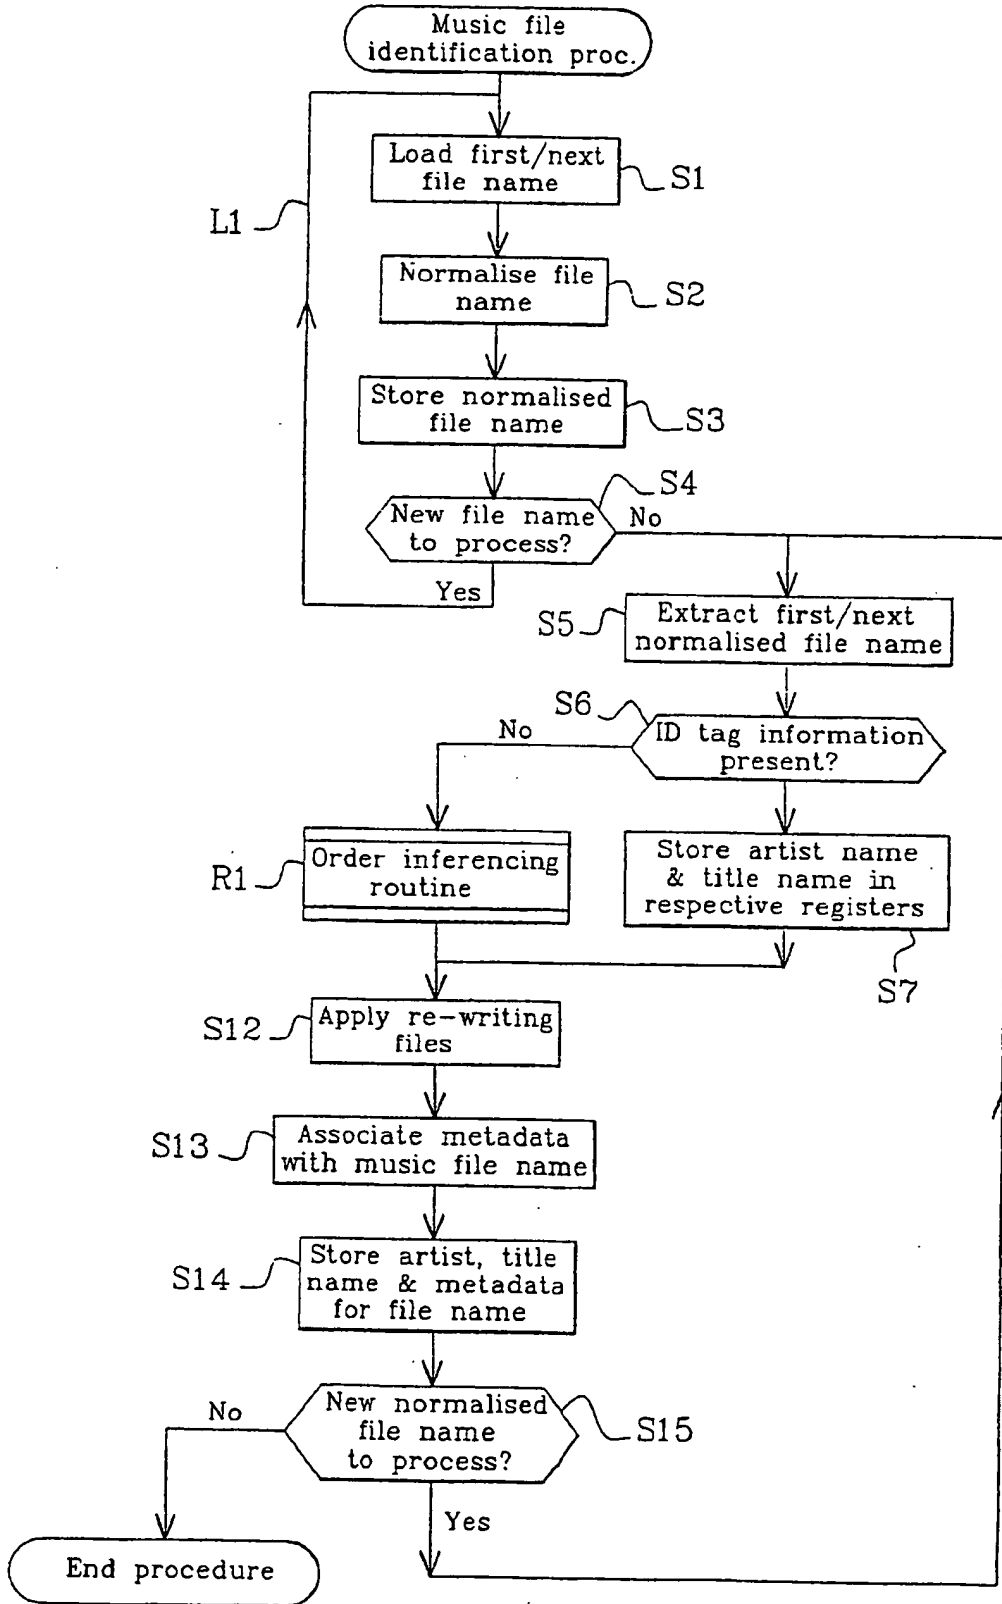 Music file
identification proc.
Load first/next
file name
S1
L1
Normalise file
name
S2
Store normalised
file name
S3
S4
New file name
to process?
No
Yes
S5
Extract first/next
normalised file name
S6
No
ID tag information
present?
R1
Order inferencing
routine
Store artist name
& title name in
respective registers
S7
S12
Apply re-writing
files
S13
Associate metadata
with music file name
S14
Store artist, title
name & metadata
for file name
No
New normalised
file name
to process?
S15
Yes
End procedure